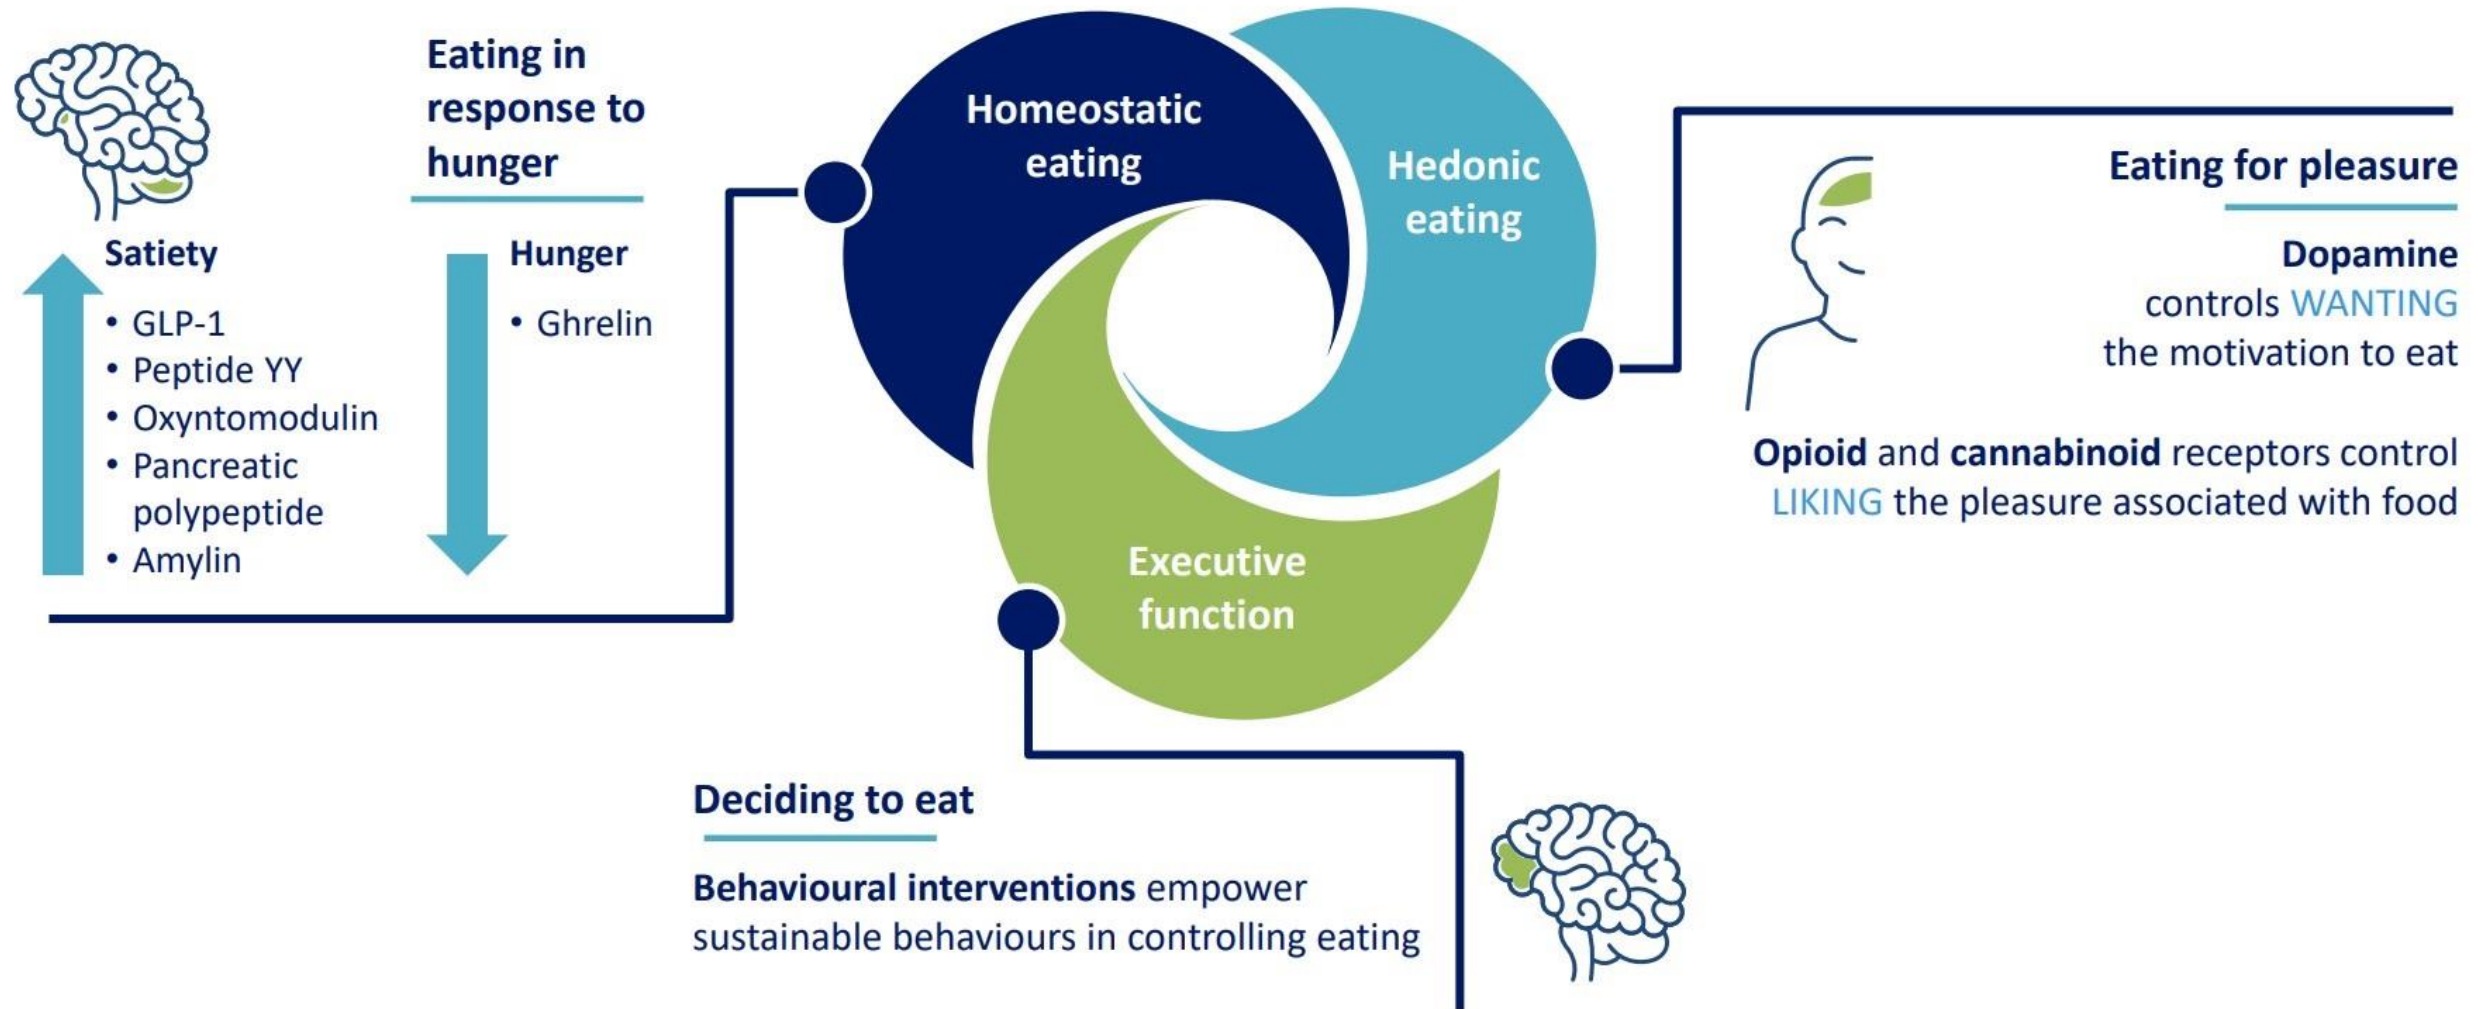 Eating in
response to
hunger
Satiety
• GLP-1
• Peptide YY
• Oxyntomodulin
• Pancreatic
polypeptide
• Amylin
Hunger
• Ghrelin
Homeostatic
eating
Hedonic
eating
Executive
function
Eating for pleasure
Dopamine
controls WANTING
the motivation to eat
Opioid and cannabinoid receptors control
LIKING the pleasure associated with food
Deciding to eat
Behavioural interventions empower
sustainable behaviours in controlling eating